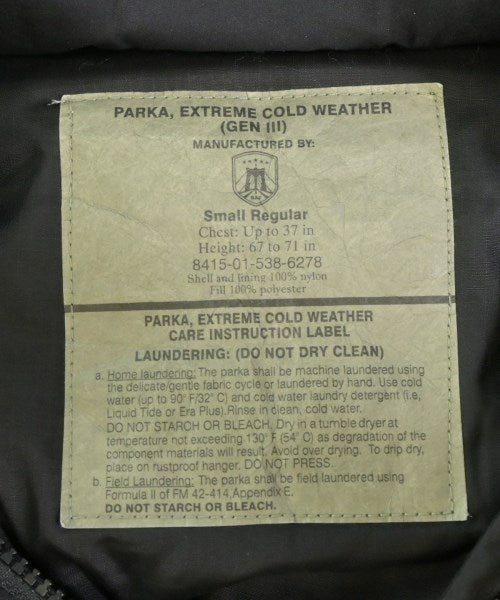 PARKA, EXTREME COLD WEATHER
(GEN III)
MANUFACTURED BY:
Small Regular
Chest: Up to 37 in
Height: 67 to 71 in
8415-01-538-6278
Shell and lining 100% nylon
Fill 100% polyester
PARKA, EXTREME COLD WEATHER
CARE INSTRUCTION LABEL
LAUNDERING: (DO NOT DRY CLEAN)
a. Home laundering: The parka shall be machine laundered using
the delicate/gentle fabric cycle or laundered by hand. Use cold
water (up to 90° F/32° C) and cold water laundry detergent (i.e,
Liquid Tide or Era Plus). Rinse in clean, cold water.
DO NOT STARCH OR BLEACH. Dry in a tumble dryer at
temperature not exceeding 130° F (54° C) as degradation of the
component materials will result. Avoid over drying. To drip dry,
place on rustproof hanger. DO NOT PRESS.
b. Field Laundering: The parka shall be field laundered using
Formula II of FM 42-414, Appendix E.
DO NOT STARCH OR BLEACH.